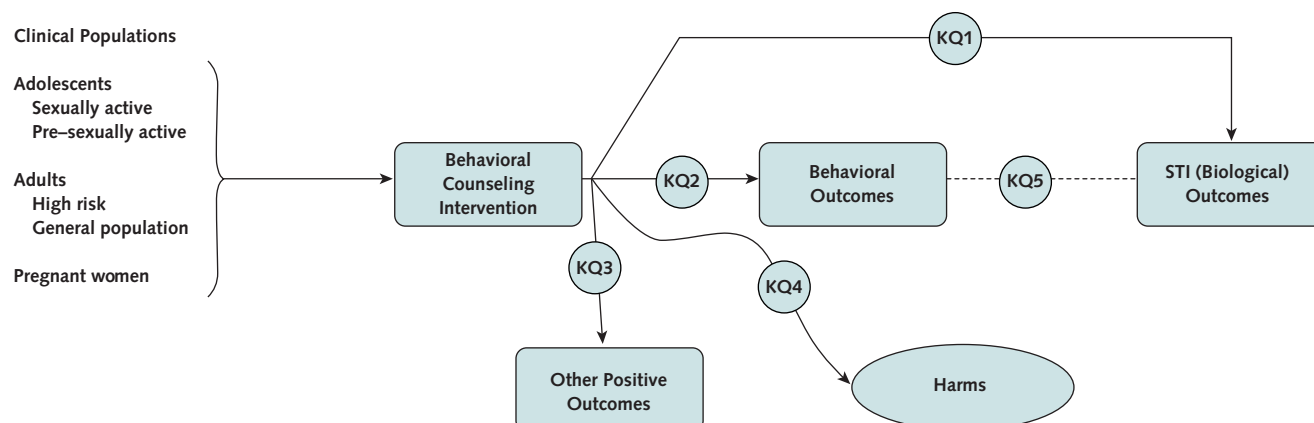 Clinical Populations
Adolescents
Sexually active
Pre–sexually active
Adults
High risk
General population
Pregnant women
Behavioral
Counseling
Intervention
KQ1
KQ2
Behavioral
Outcomes
KQ5
STI (Biological)
Outcomes
KQ3
KQ4
Other Positive
Outcomes
Harms